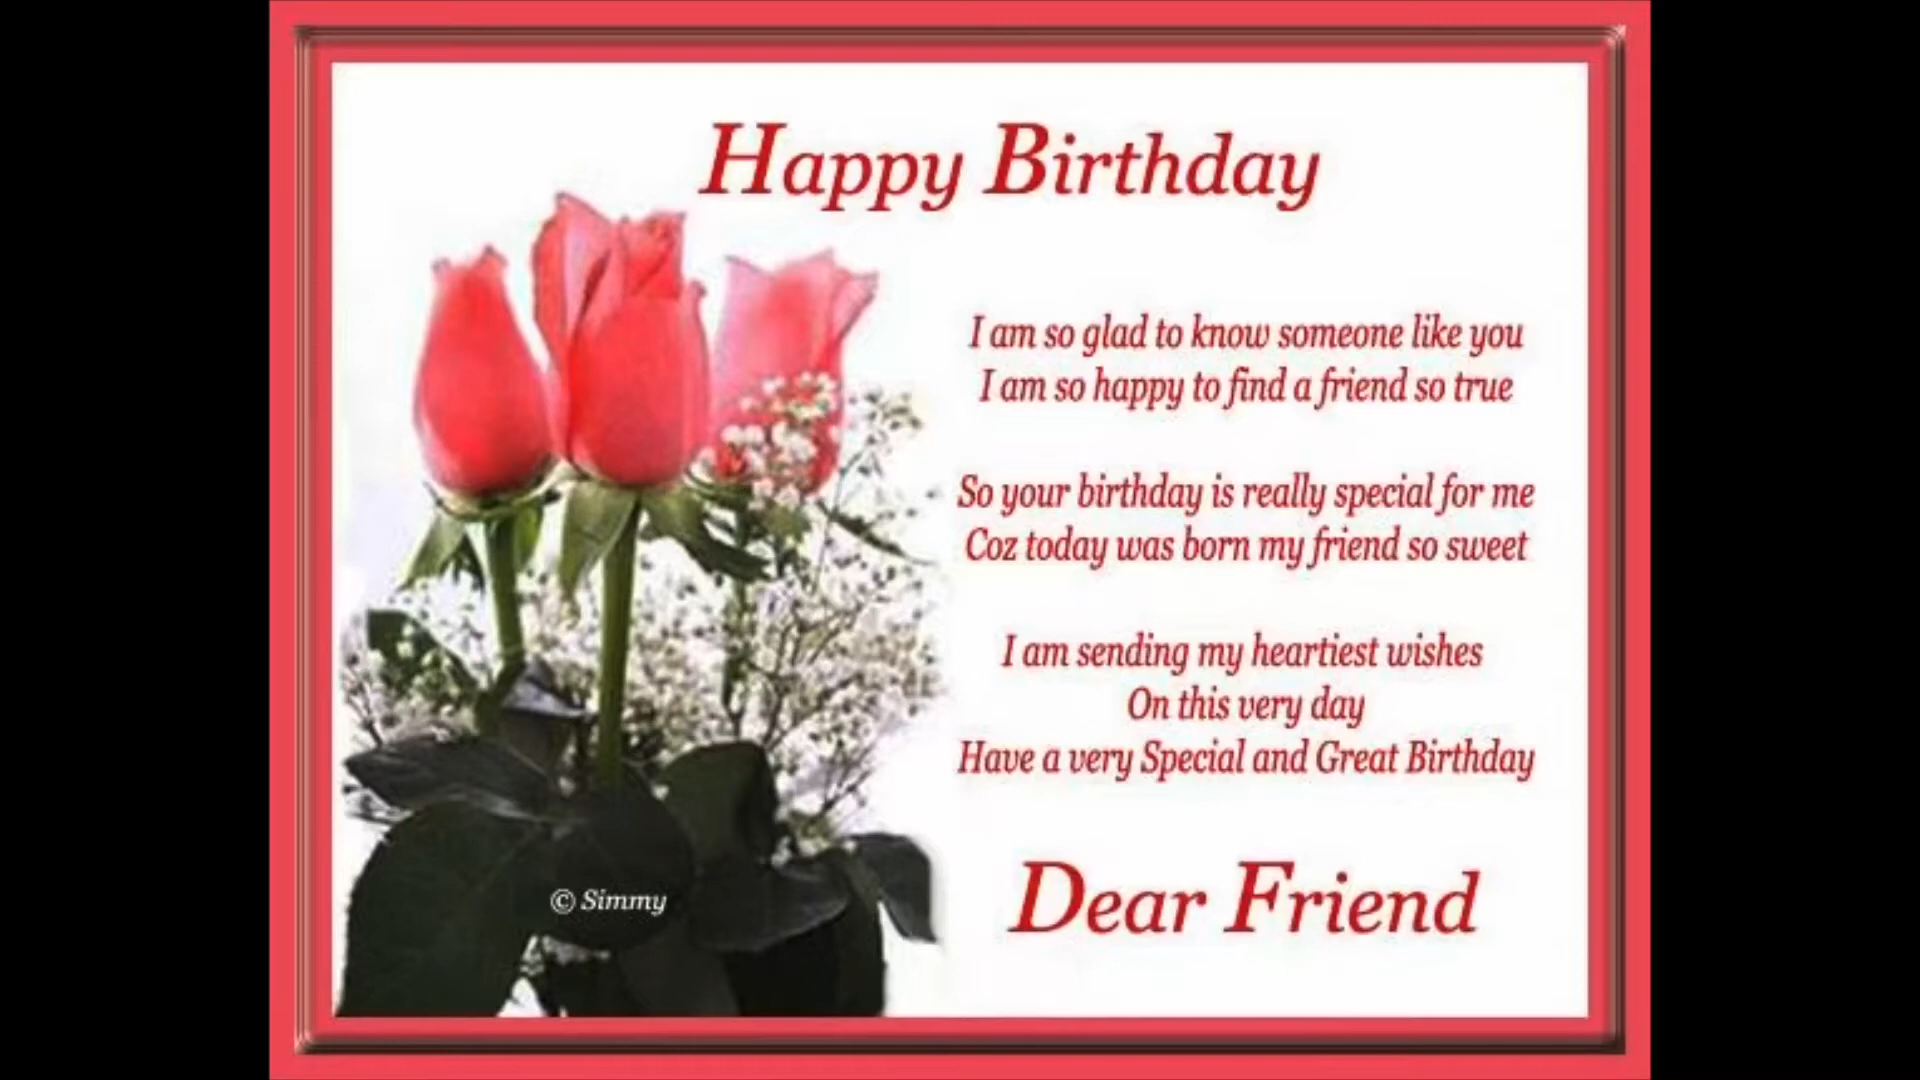 Happy Birthday
I am so glad to know someone like you
I am so happy to find a friend so true
So your birthday is really special for me
Coz today was born my friend so sweet
I am sending my heartiest wishes
On this very day
Have a very Special and Great Birthday
Dear Friend
© Simmy